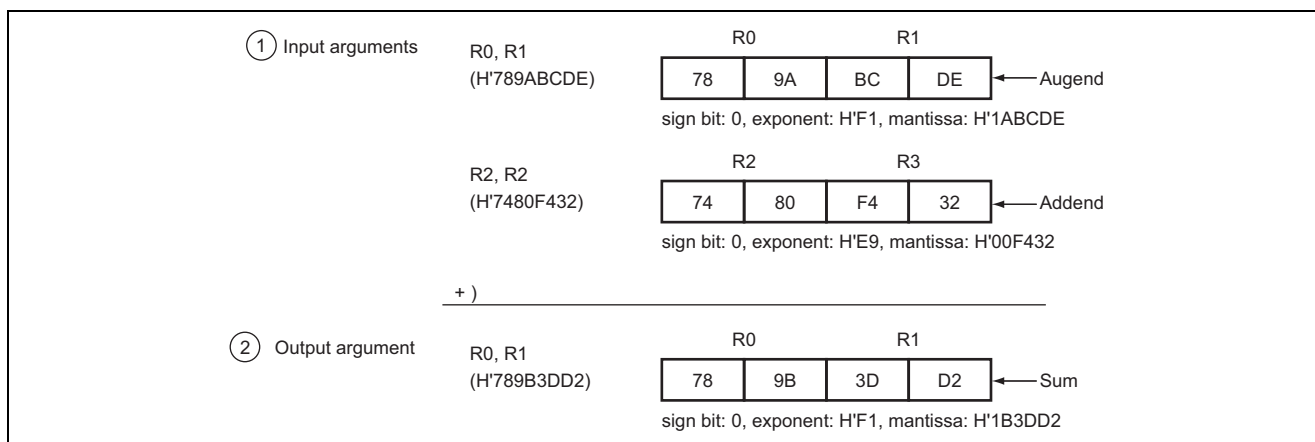 1 Input arguments
R0, R1
(H'789ABCDE)
R0 R1
78 9A BC DE Augend
sign bit: 0, exponent: H'F1, mantissa: H'1ABCDE
R2, R2
(H'7480F432)
R2 R3
74 80 F4 32 Addend
sign bit: 0, exponent: H'E9, mantissa: H'00F432
+ )
2 Output argument
R0, R1
(H'789B3DD2)
R0 R1
78 9B 3D D2 Sum
sign bit: 0, exponent: H'F1, mantissa: H'1B3DD2